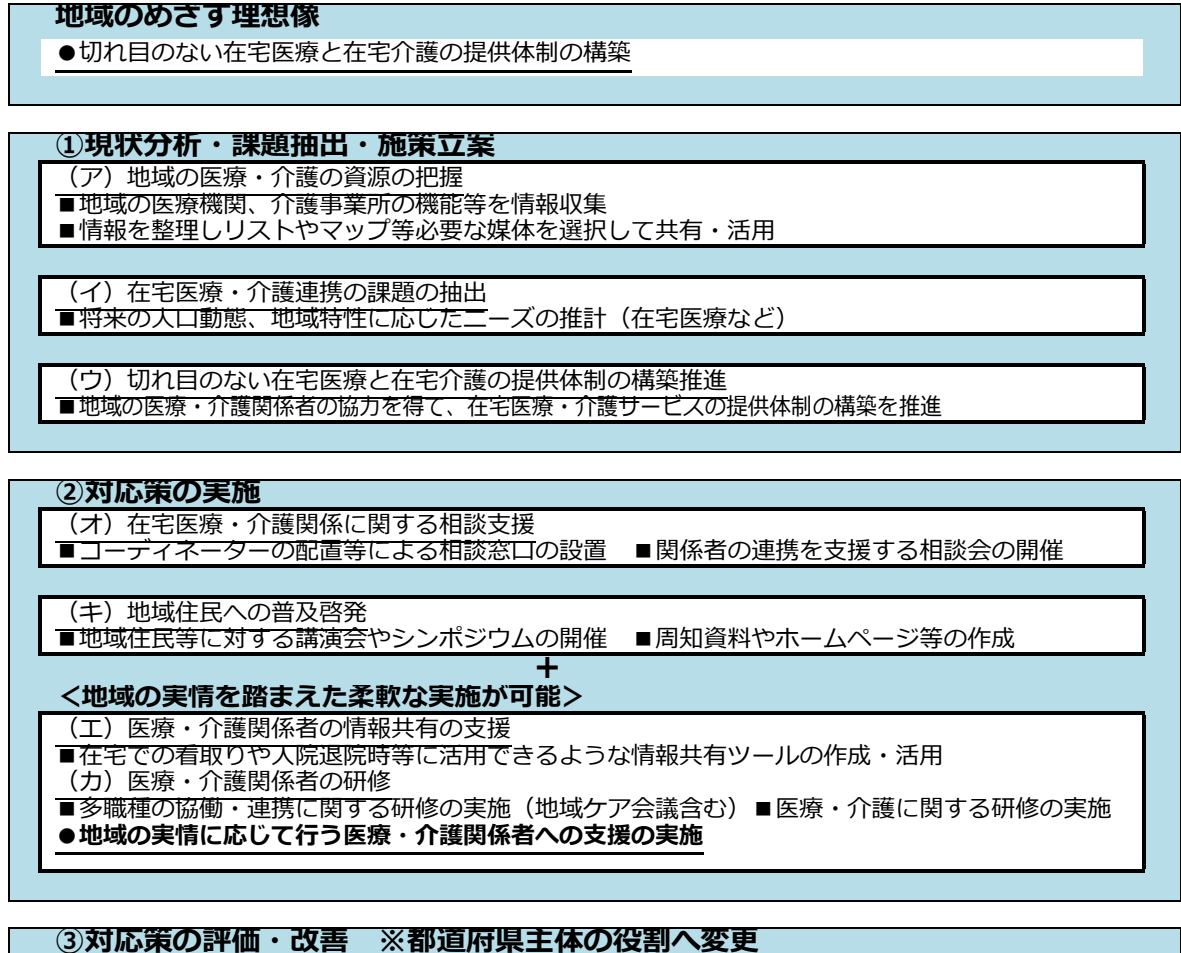 地域のめざす理想像
●切れ目のない在宅医療と在宅介護の提供体制の構築
①現状分析・課題抽出・施策立案
（ア）地域の医療・介護の資源の把握
■地域の医療機関、介護事業所の機能等を情報収集
■情報を整理しリストやマップ等必要な媒体を選択して共有・活用
（イ）在宅医療・介護連携の課題の抽出
■将来の人口動態、地域特性に応じたニーズの推計（在宅医療など）
（ウ）切れ目のない在宅医療と在宅介護の提供体制の構築推進
■地域の医療・介護関係者の協力を得て、在宅医療・介護サービスの提供体制の構築を推進
②対応策の実施
（オ）在宅医療・介護関係に関する相談支援
■コーディネーターの配置等による相談窓口の設置　■関係者の連携を支援する相談会の開催
（キ）地域住民への普及啓発
■地域住民等に対する講演会やシンポジウムの開催　■周知資料やホームページ等の作成
＋
＜地域の実情を踏まえた柔軟な実施が可能＞
（エ）医療・介護関係者の情報共有の支援
■在宅での看取りや入院退院時等に活用できるような情報共有ツールの作成・活用
（カ）医療・介護関係者の研修
■多職種の協働・連携に関する研修の実施（地域ケア会議含む）■医療・介護に関する研修の実施
●地域の実情に応じて行う医療・介護関係者への支援の実施
③対応策の評価・改善　※都道府県主体の役割へ変更